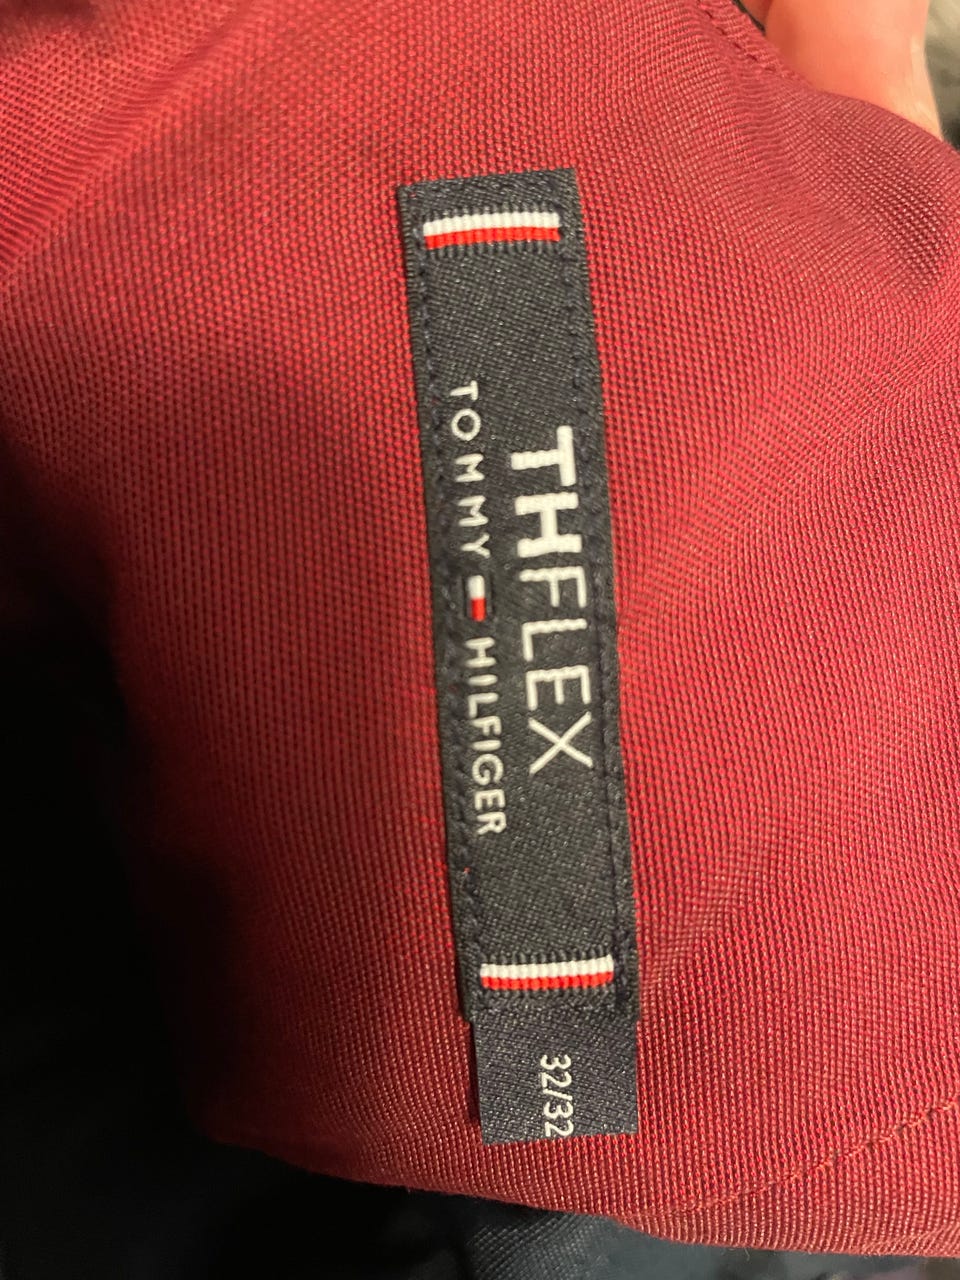 THFLEX
TOMMY HILFIGER
32/32